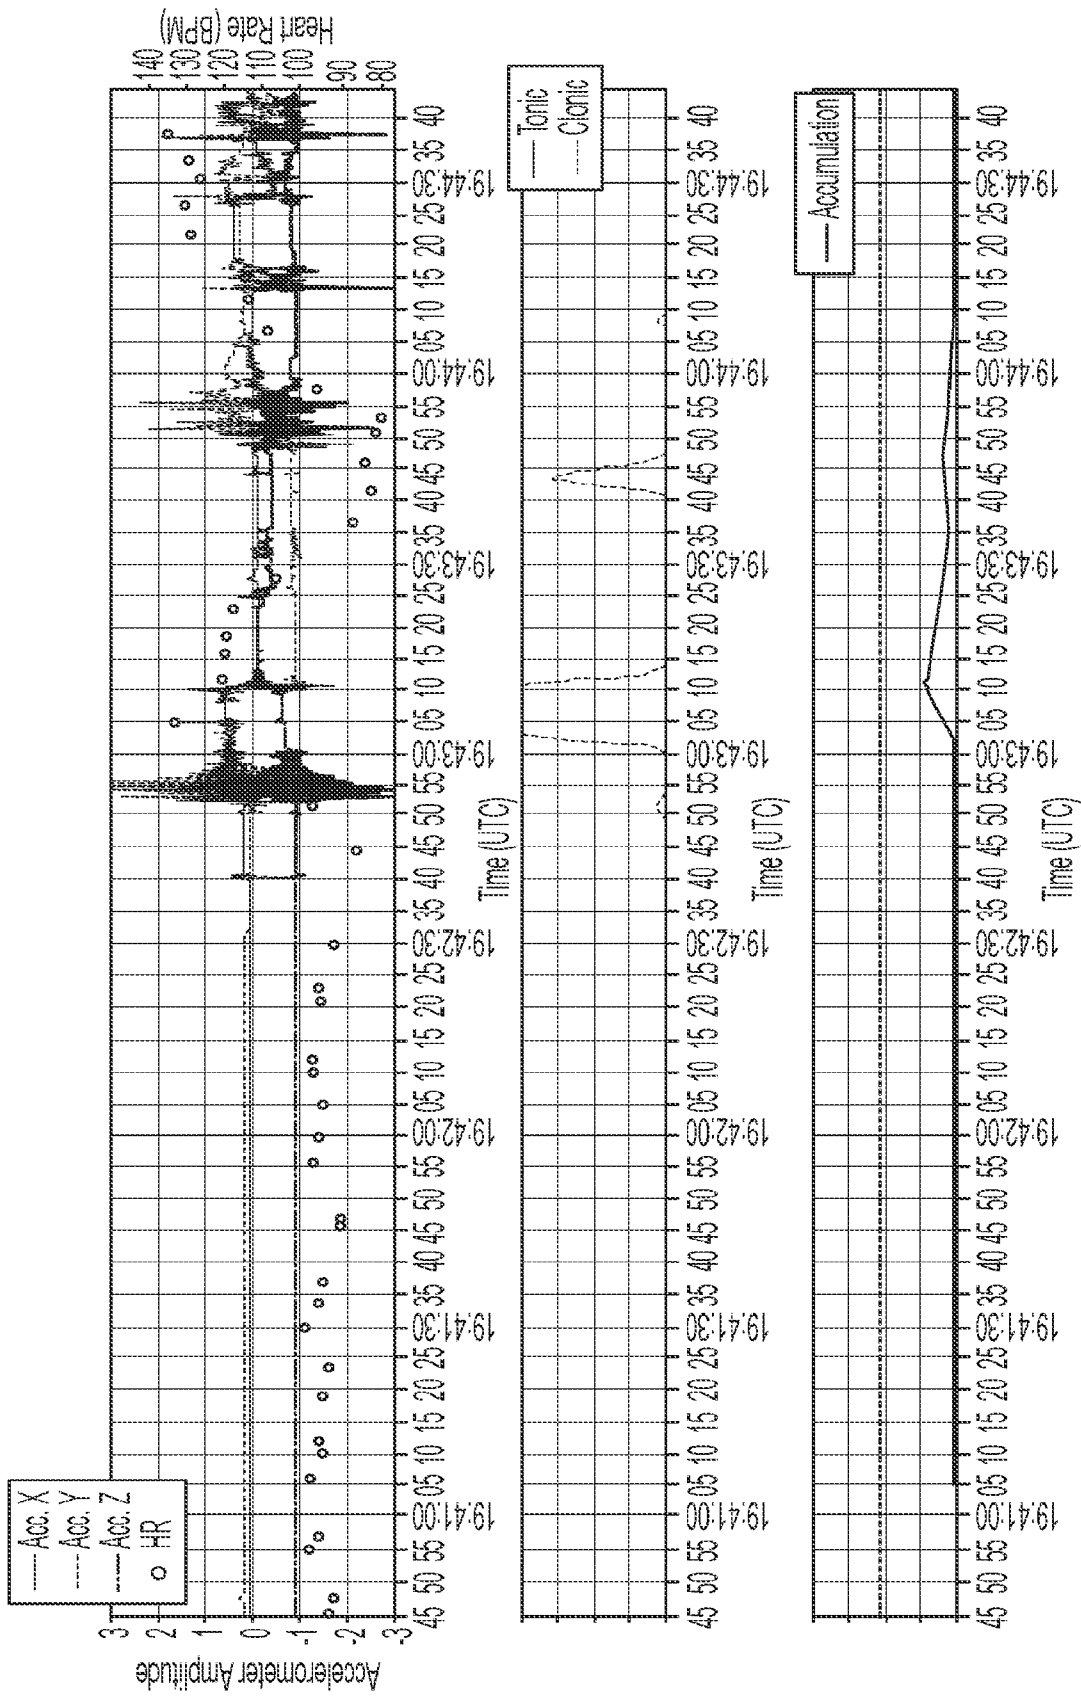 Acc. X
Acc. Y
Acc. Z
HR
Accelerometer Amplitude
3 2 1 0 -1 -2 -3
Heart Rate (BPM)
140 130 120 110 100 90 80
45 50 55 19:41:00 05 10 15 20 25 19:41:30 35 40 45 50 55 19:42:00 05 10 15 20 25 19:42:30 35 40 45 50 55 19:43:00 05 10 15 20 25 19:43:30 35 40 45 50 55 19:44:00 05 10 15 20 25 19:44:30 35 40
Time (UTC)
Tonic
Clonic
45 50 55 19:41:00 05 10 15 20 25 19:41:30 35 40 45 50 55 19:42:00 05 10 15 20 25 19:42:30 35 40 45 50 55 19:43:00 05 10 15 20 25 19:43:30 35 40 45 50 55 19:44:00 05 10 15 20 25 19:44:30 35 40
Time (UTC)
Accumulation
45 50 55 19:41:00 05 10 15 20 25 19:41:30 35 40 45 50 55 19:42:00 05 10 15 20 25 19:42:30 35 40 45 50 55 19:43:00 05 10 15 20 25 19:43:30 35 40 45 50 55 19:44:00 05 10 15 20 25 19:44:30 35 40
Time (UTC)